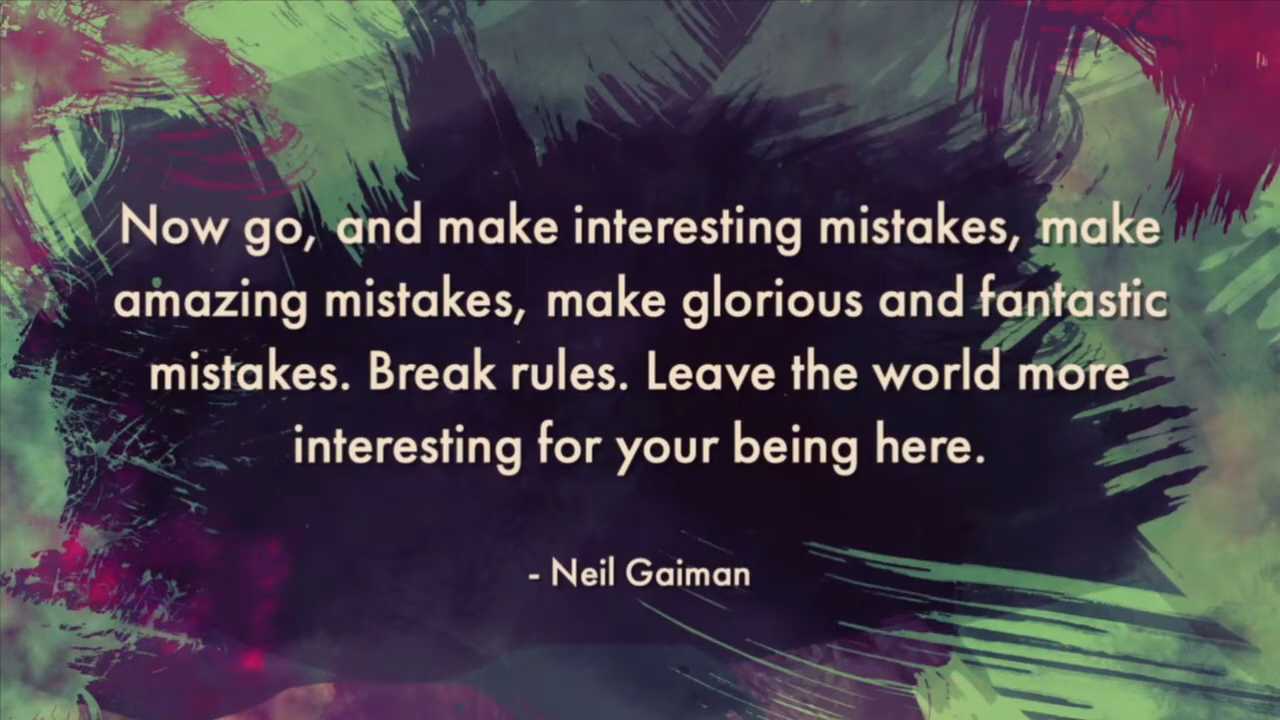 Now go, and make interesting mistakes, make
amazing mistakes, make glorious and fantastic
mistakes. Break rules. Leave the world more
interesting for your being here.
- Neil Gaiman